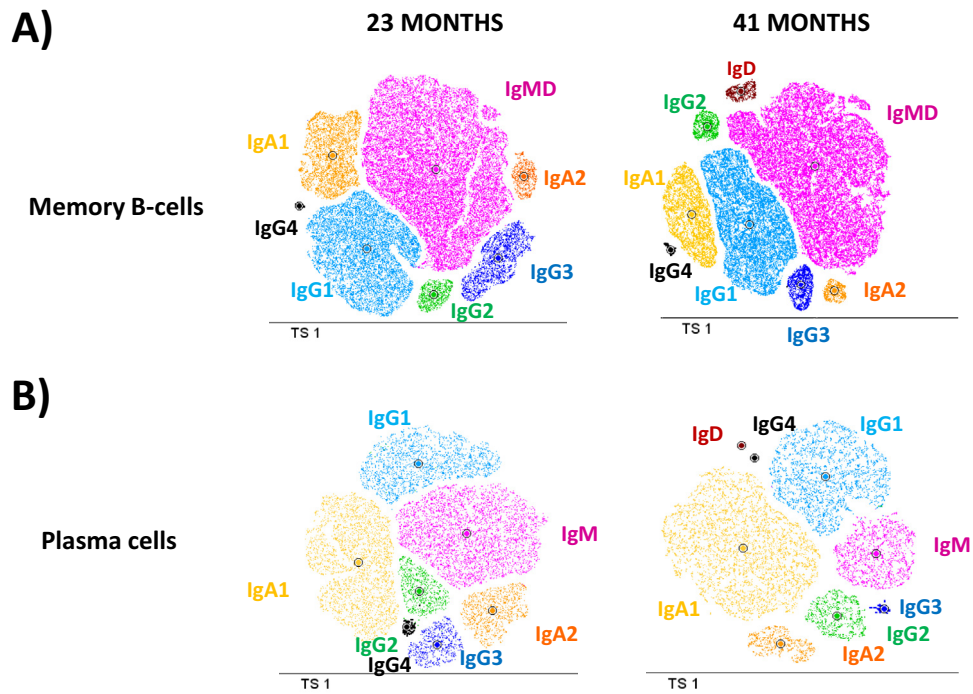 A)
23 MONTHS
41 MONTHS
Memory B-cells
IgA1
IgMD
IgA2
IgG4
IgG1
IgG2
IgG3
TS 1
IgD
IgG2
IgMD
IgA1
IgG4
IgG1
IgG3
IgA2
TS 1
B)
Plasma cells
IgG1
IgM
IgA1
IgG2
IgG4
IgG3
IgA2
TS 1
IgD
IgG4
IgG1
IgM
IgA1
IgG3
IgG2
IgA2
TS 1